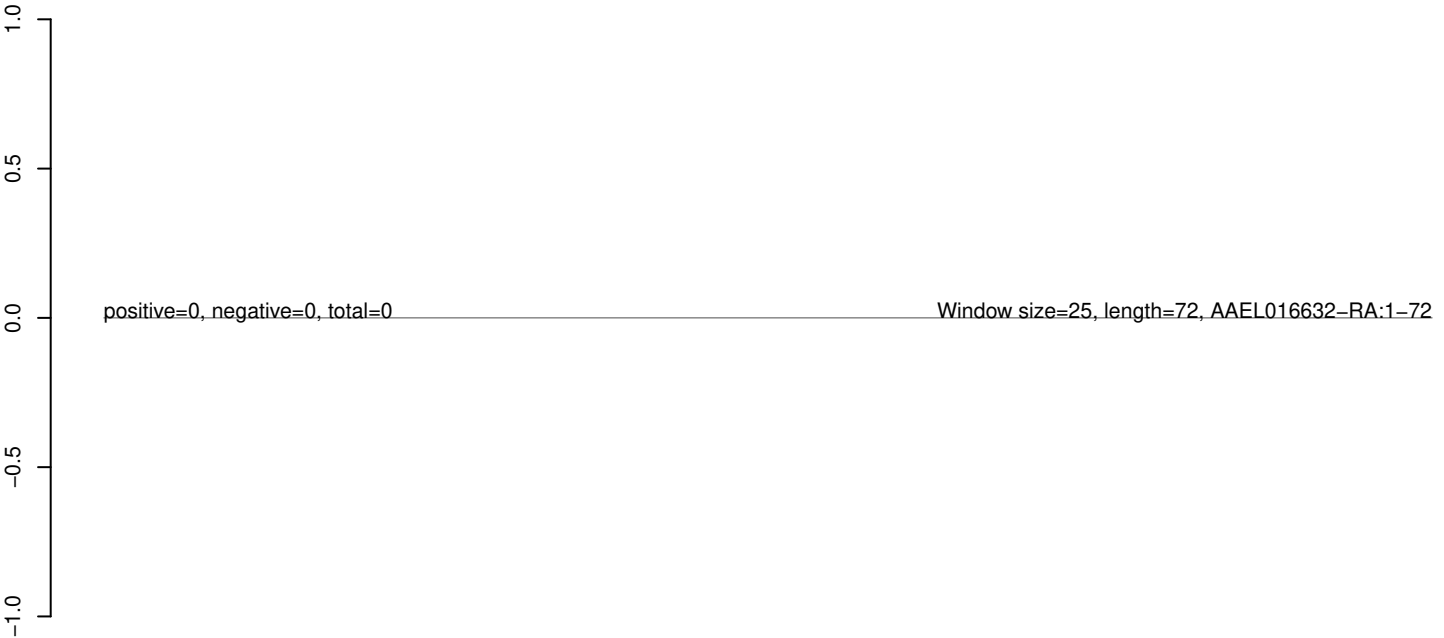 1.0
0.5
0.0
−0.5
−1.0
positive=0, negative=0, total=0
Window size=25, length=72, AAEL016632−RA:1−72